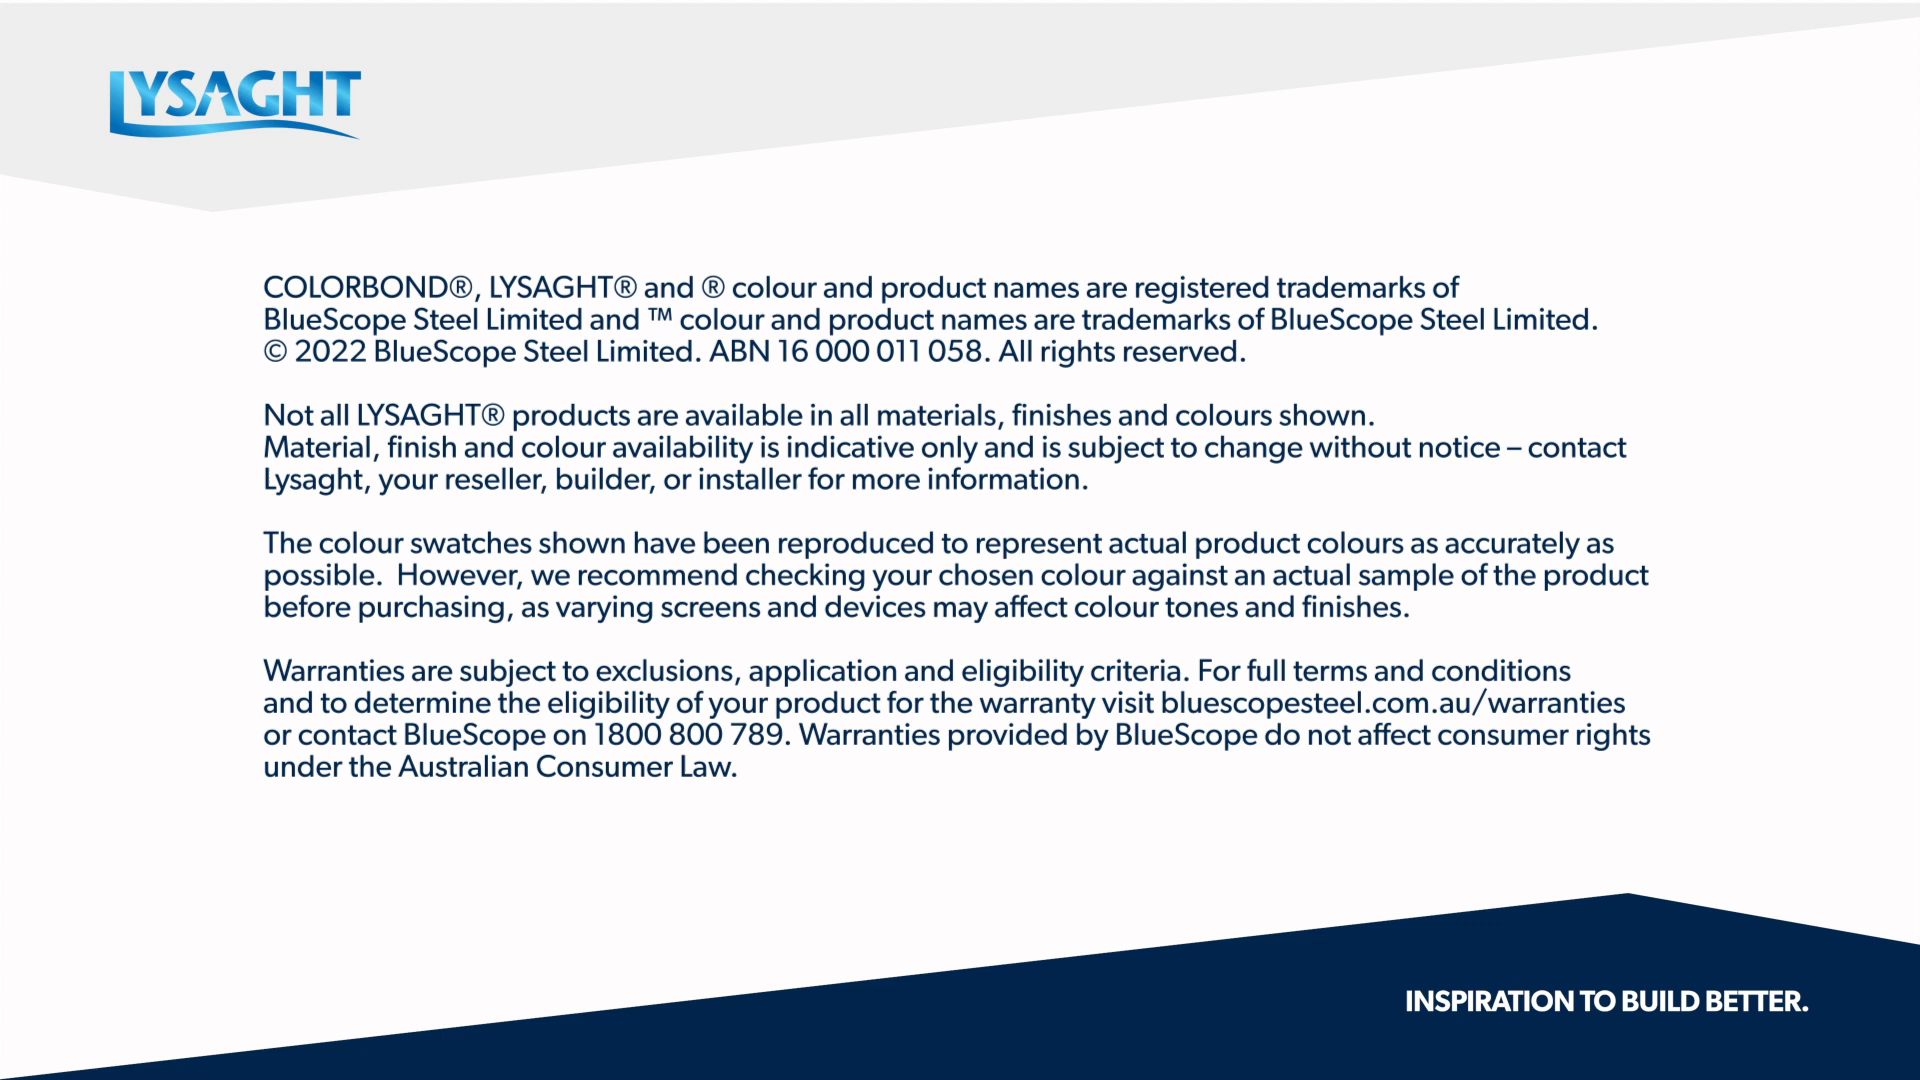 LYSAGHT
COLORBOND®, LYSAGHT® and ® colour and product names are registered trademarks of
BlueScope Steel Limited and ™ colour and product names are trademarks of BlueScope Steel Limited.
© 2022 BlueScope Steel Limited. ABN 16 000 011 058. All rights reserved.
Not all LYSAGHT® products are available in all materials, finishes and colours shown.
Material, finish and colour availability is indicative only and is subject to change without notice – contact
Lysaght, your reseller, builder, or installer for more information.
The colour swatches shown have been reproduced to represent actual product colours as accurately as
possible.  However, we recommend checking your chosen colour against an actual sample of the product
before purchasing, as varying screens and devices may affect colour tones and finishes.
Warranties are subject to exclusions, application and eligibility criteria. For full terms and conditions
and to determine the eligibility of your product for the warranty visit bluescopesteel.com.au/warranties
or contact BlueScope on 1800 800 789. Warranties provided by BlueScope do not affect consumer rights
under the Australian Consumer Law.
INSPIRATION TO BUILD BETTER.